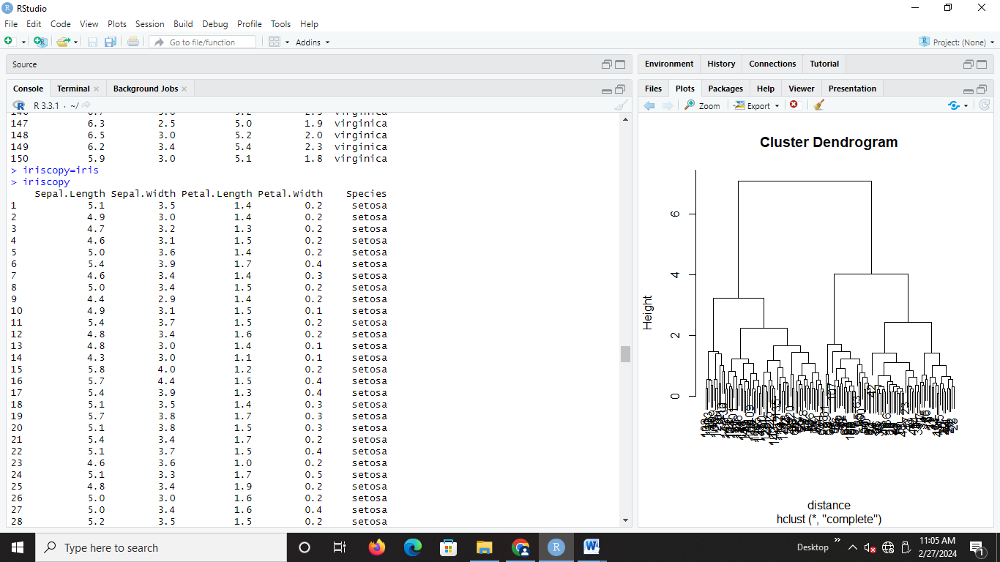 RStudio
File Edit Code View Plots Session Build Debug Profile Tools Help
Go to file/function Addins Project: (None)
Source
Console Terminal Background Jobs
R 3.3.1 · ~/
147 6.3 2.5 5.0 1.9 virginica
148 6.5 3.0 5.2 2.0 virginica
149 6.2 3.4 5.4 2.3 virginica
150 5.9 3.0 5.1 1.8 virginica
> iriscopy=iris
> iriscopy
Sepal.Length Sepal.Width Petal.Length Petal.Width Species
1 5.1 3.5 1.4 0.2 setosa
2 4.9 3.0 1.4 0.2 setosa
3 4.7 3.2 1.3 0.2 setosa
4 4.6 3.1 1.5 0.2 setosa
5 5.0 3.6 1.4 0.2 setosa
6 5.4 3.9 1.7 0.4 setosa
7 4.6 3.4 1.4 0.3 setosa
8 5.0 3.4 1.5 0.2 setosa
9 4.4 2.9 1.4 0.2 setosa
10 4.9 3.1 1.5 0.1 setosa
11 5.4 3.7 1.5 0.2 setosa
12 4.8 3.4 1.6 0.2 setosa
13 4.8 3.0 1.4 0.1 setosa
14 4.3 3.0 1.1 0.1 setosa
15 5.8 4.0 1.2 0.2 setosa
16 5.7 4.4 1.5 0.4 setosa
17 5.4 3.9 1.3 0.4 setosa
18 5.1 3.5 1.4 0.3 setosa
19 5.7 3.8 1.7 0.3 setosa
20 5.1 3.8 1.5 0.3 setosa
21 5.4 3.4 1.7 0.2 setosa
22 5.1 3.7 1.5 0.4 setosa
23 4.6 3.6 1.0 0.2 setosa
24 5.1 3.3 1.7 0.5 setosa
25 4.8 3.4 1.9 0.2 setosa
26 5.0 3.0 1.6 0.2 setosa
27 5.0 3.4 1.6 0.4 setosa
28 5.2 3.5 1.5 0.2 setosa
Environment History Connections Tutorial
Files Plots Packages Help Viewer Presentation
Zoom Export
Cluster Dendrogram
Height
6
4
2
0
distance
hclust (*, "complete")
Type here to search
Desktop
11:05 AM
2/27/2024
1